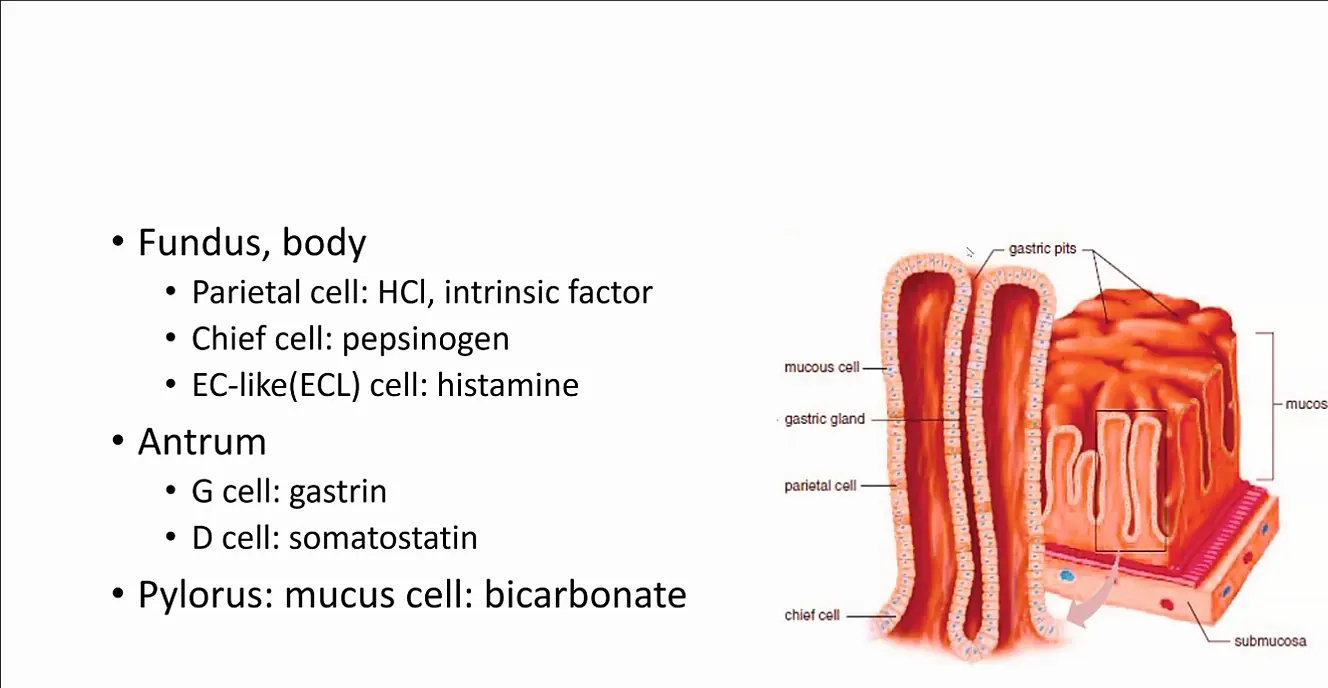 • Fundus, body
• Parietal cell: HCl, intrinsic factor
• Chief cell: pepsinogen
• EC-like(ECL) cell: histamine
• Antrum
• G cell: gastrin
• D cell: somatostatin
• Pylorus: mucus cell: bicarbonate
gastric pits
mucous cell
gastric gland
parietal cell
chief cell
mucos
submucosa